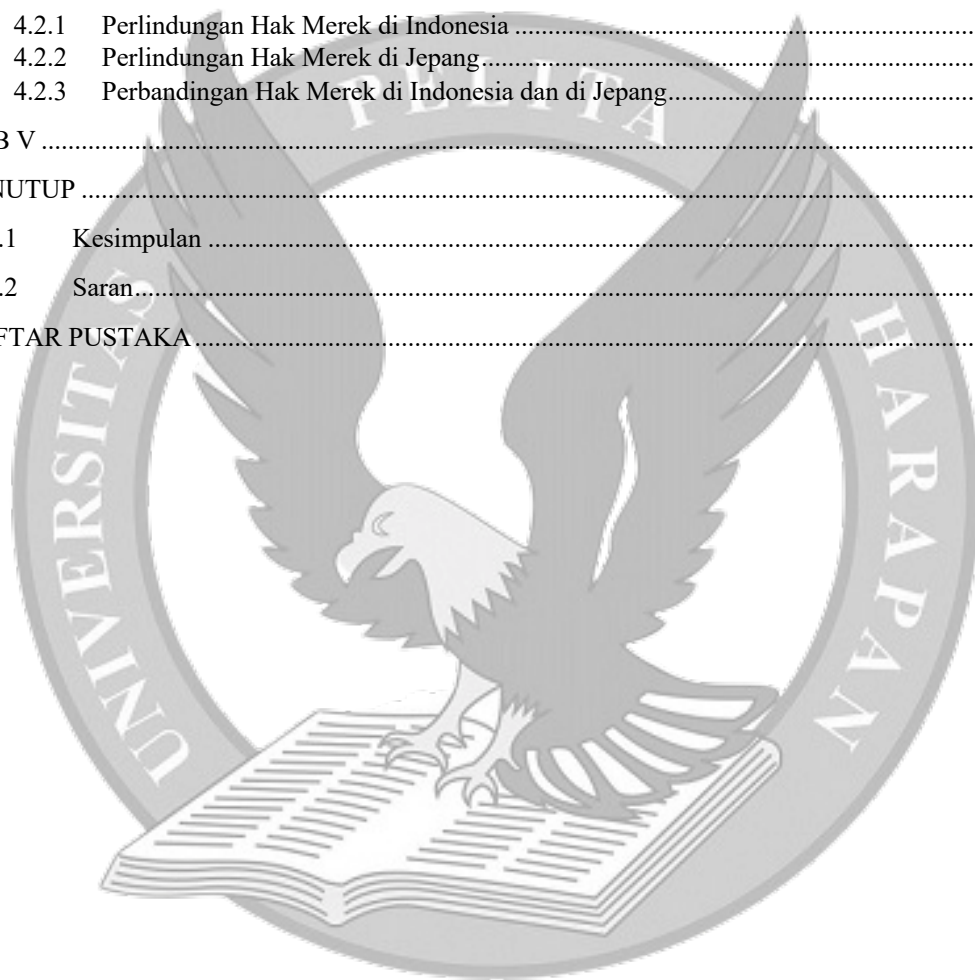 4.2.1 Perlindungan Hak Merek di Indonesia ........................................................................
4.2.2 Perlindungan Hak Merek di Jepang ..........................................................................
4.2.3 Perbandingan Hak Merek di Indonesia dan di Jepang ................................................
B V ..............................................................................................................................
NUTUP ........................................................................................................................
.1 Kesimpulan ................................................................................................................
.2 Saran ..........................................................................................................................
FTAR PUSTAKA ..........................................................................................................
UNIVERSITAS PELITA HARAPAN